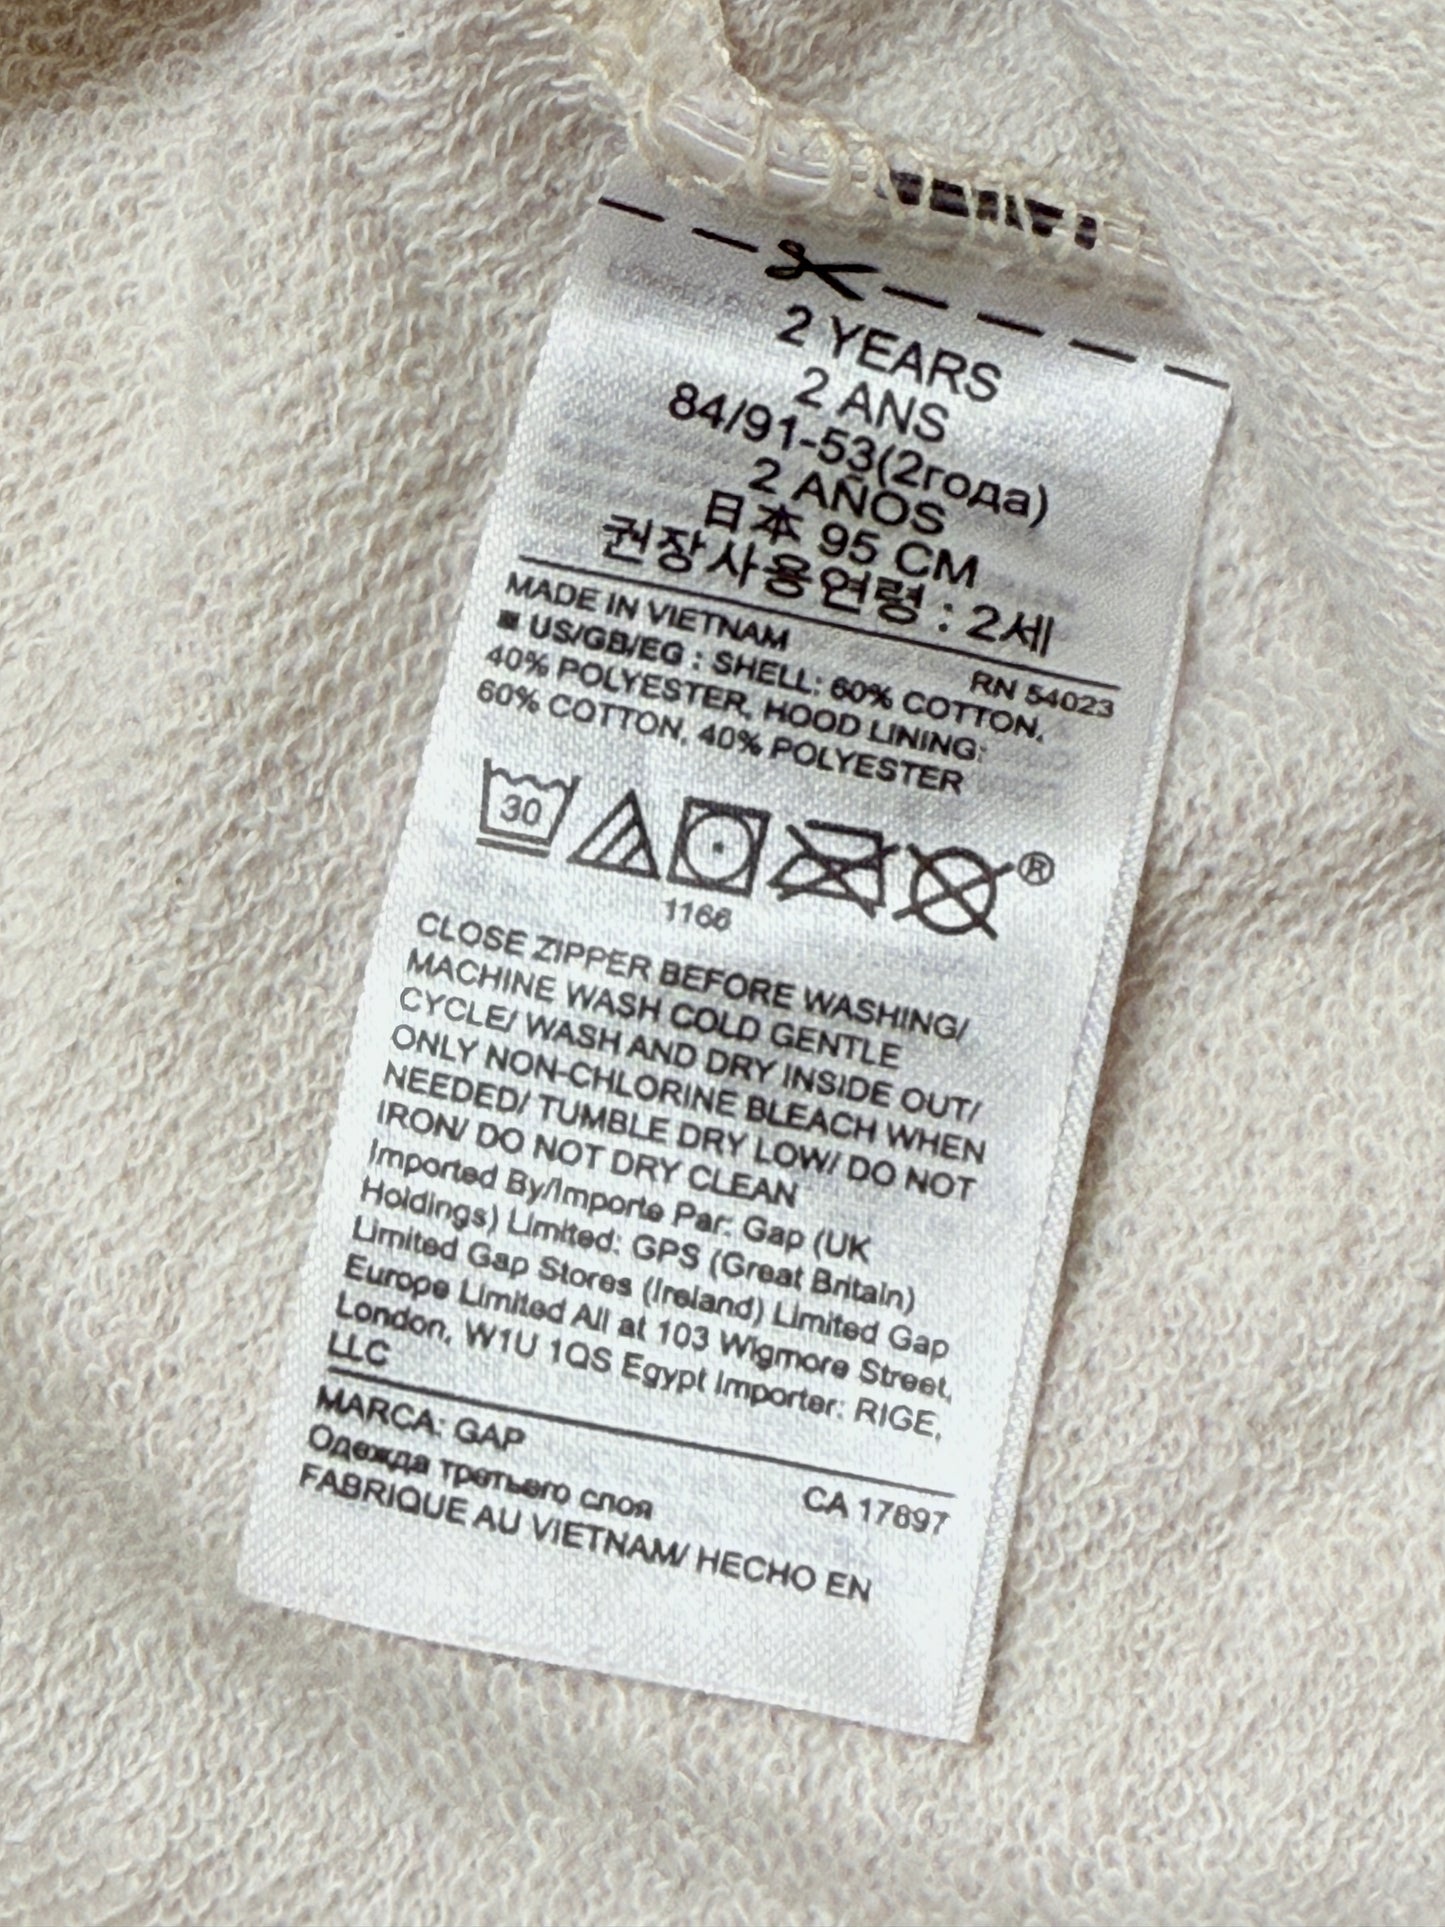 2 YEARS
2 ANS
84/91-53(2года)
2 AÑOS
日本 95 CM
권장사용연령 : 2세
MADE IN VIETNAM
RN 54023
■ US/GB/EG : SHELL: 60% COTTON,
40% POLYESTER, HOOD LINING:
60% COTTON, 40% POLYESTER
30
®
1166
CLOSE ZIPPER BEFORE WASHING/
MACHINE WASH COLD GENTLE
CYCLE/ WASH AND DRY INSIDE OUT/
ONLY NON-CHLORINE BLEACH WHEN
NEEDED/ TUMBLE DRY LOW/ DO NOT
IRON/ DO NOT DRY CLEAN
Imported By/Importe Par: Gap (UK
Holdings) Limited: GPS (Great Britain)
Limited Gap Stores (Ireland) Limited Gap
Europe Limited All at 103 Wigmore Street,
London, W1U 1QS Egypt Importer: RIGE,
LLC
MARCA: GAP
CA 17897
Одежда третьего слоя
FABRIQUE AU VIETNAM/ HECHO EN